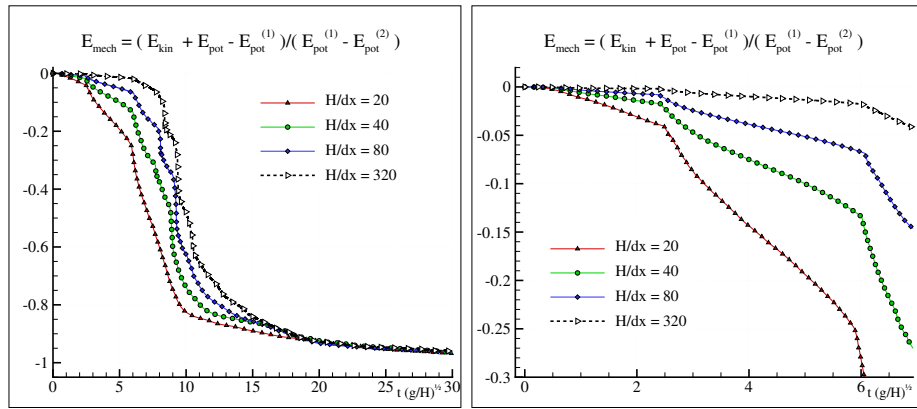 E_mech = ( E_kin + E_pot - E_pot^(1) )/( E_pot^(1) - E_pot^(2) )
0
-0.2
-0.4
-0.6
-0.8
-1
H/dx = 20
H/dx = 40
H/dx = 80
H/dx = 320
0 5 10 15 20 25 30
t (g/H)^½
E_mech = ( E_kin + E_pot - E_pot^(1) )/( E_pot^(1) - E_pot^(2) )
0
-0.05
-0.1
-0.15
-0.2
-0.25
-0.3
H/dx = 20
H/dx = 40
H/dx = 80
H/dx = 320
0 2 4 6
t (g/H)^½